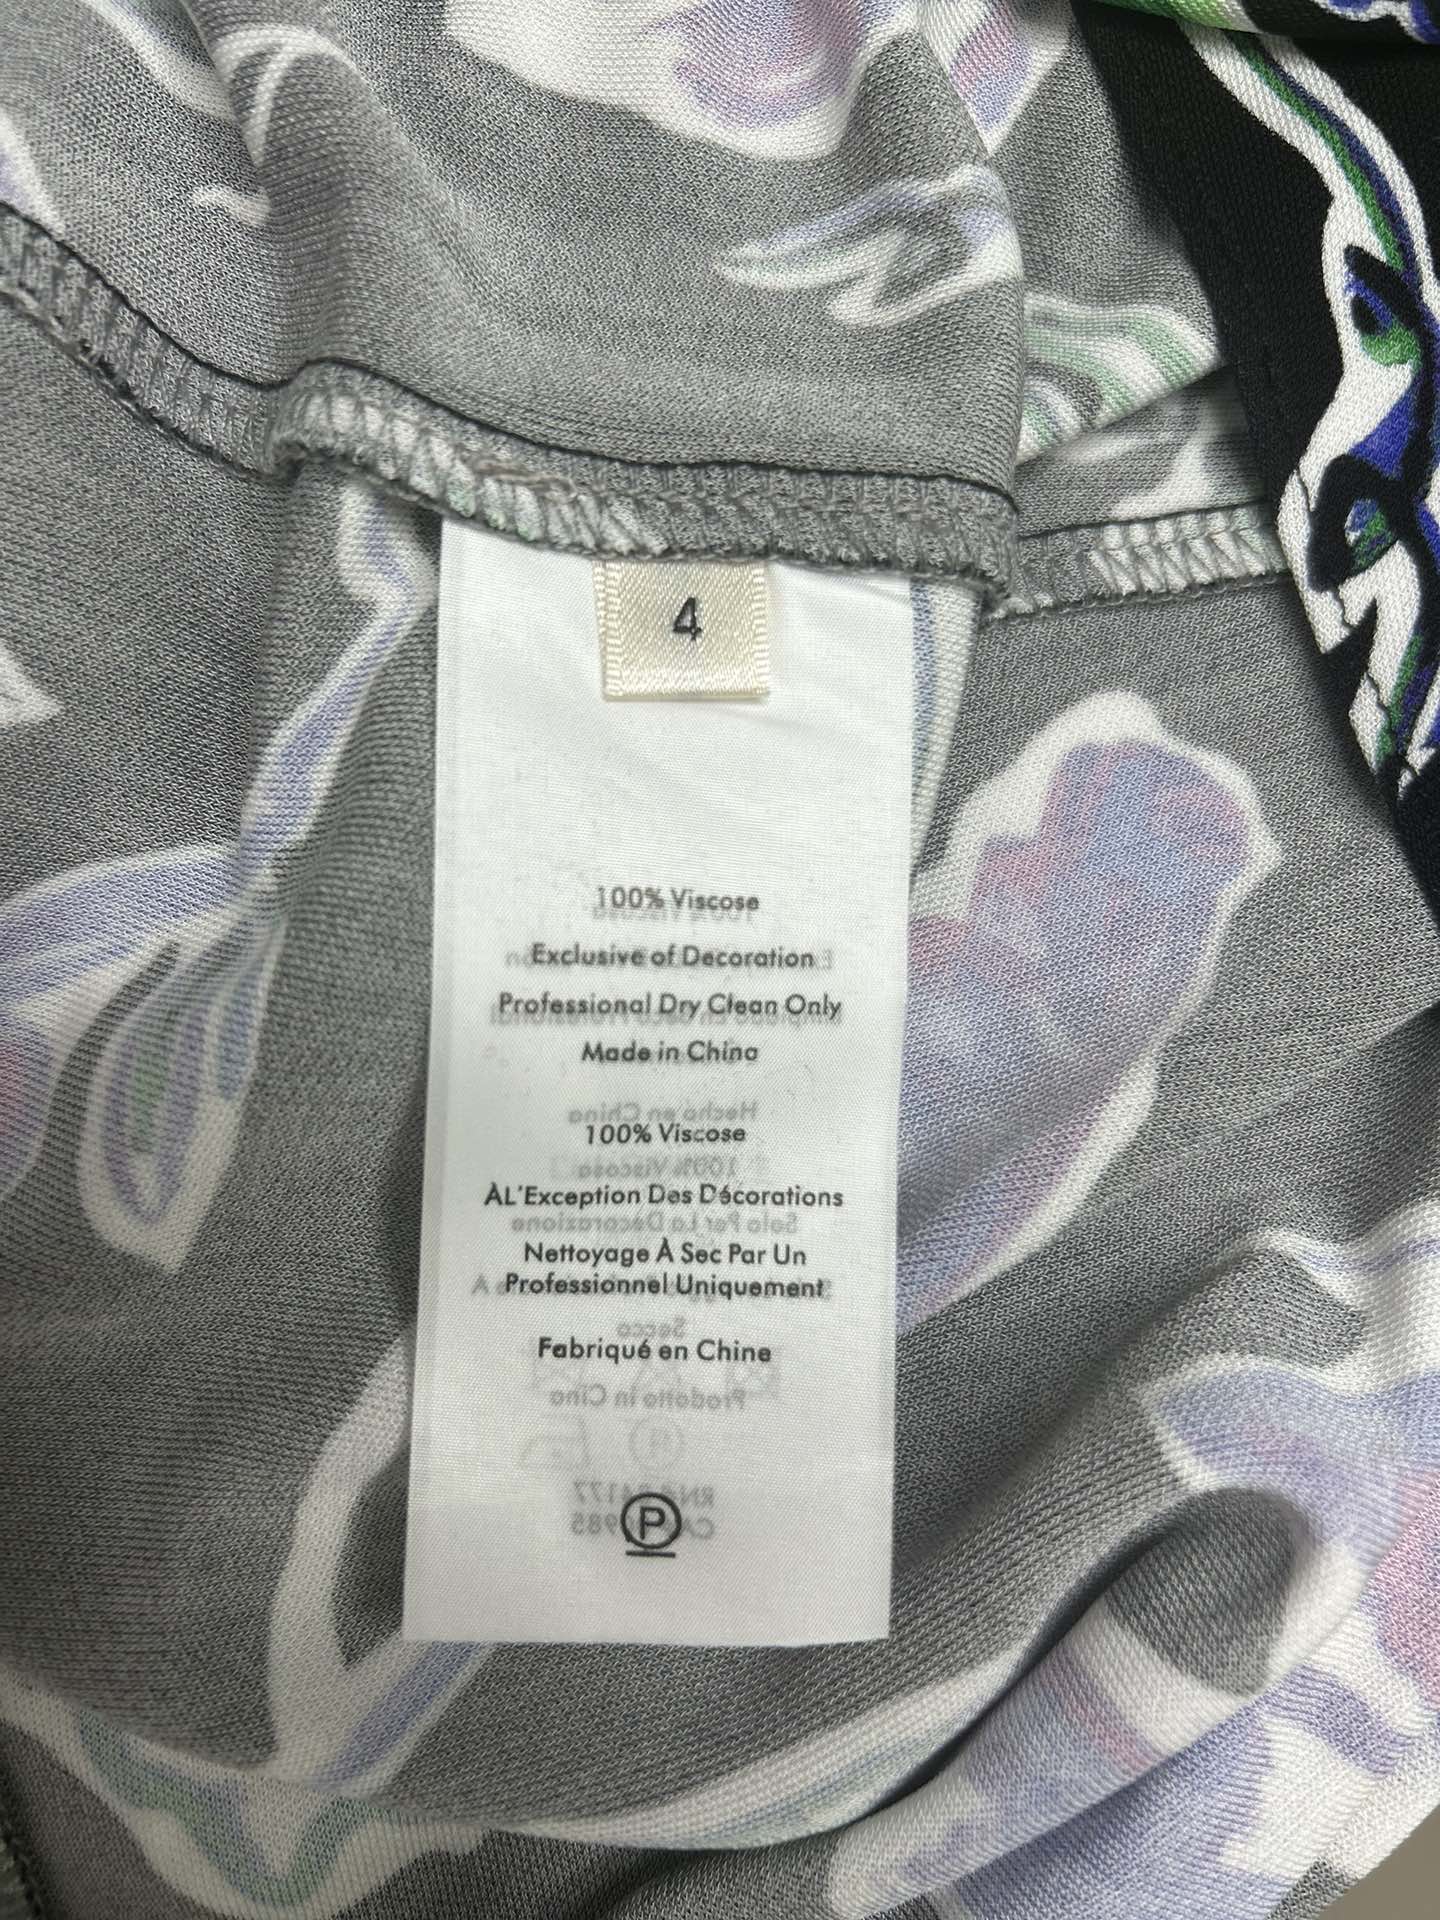 4
100% Viscose
Exclusive of Decoration
Professional Dry Clean Only
Made in China
100% Viscose
ÀL'Exception Des Décorations
Nettoyage À Sec Par Un
Professionnel Uniquement
Fabriqué en Chine
P